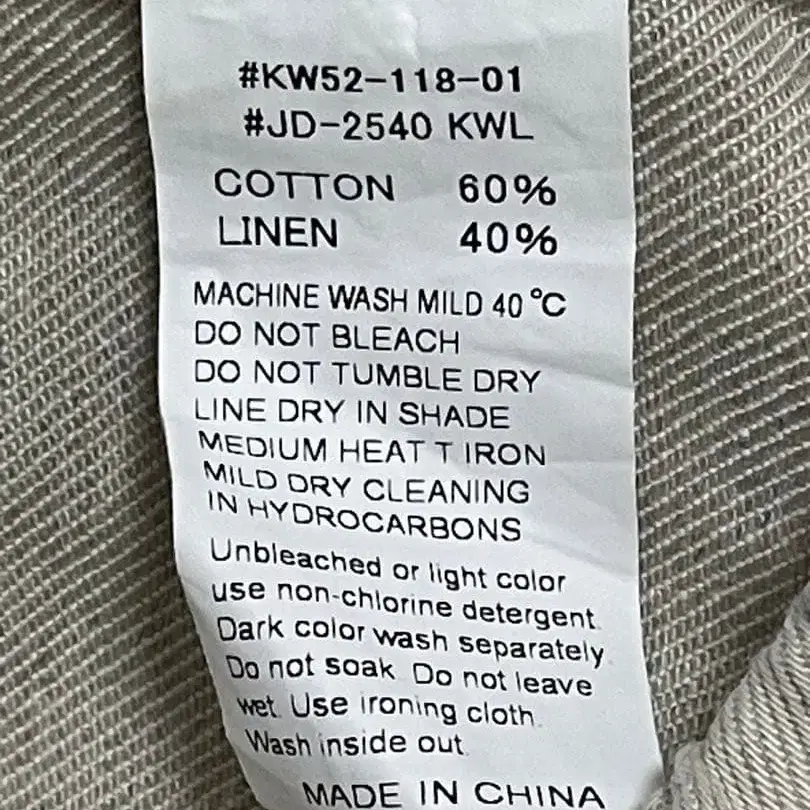 #KW52-118-01
#JD-2540 KWL
COTTON 60%
LINEN 40%
MACHINE WASH MILD 40 °C
DO NOT BLEACH
DO NOT TUMBLE DRY
LINE DRY IN SHADE
MEDIUM HEAT T IRON
MILD DRY CLEANING
IN HYDROCARBONS
Unbleached or light color
use non-chlorine detergent.
Dark color wash separately.
Do not soak. Do not leave
wet. Use ironing cloth.
Wash inside out.
MADE IN CHINA